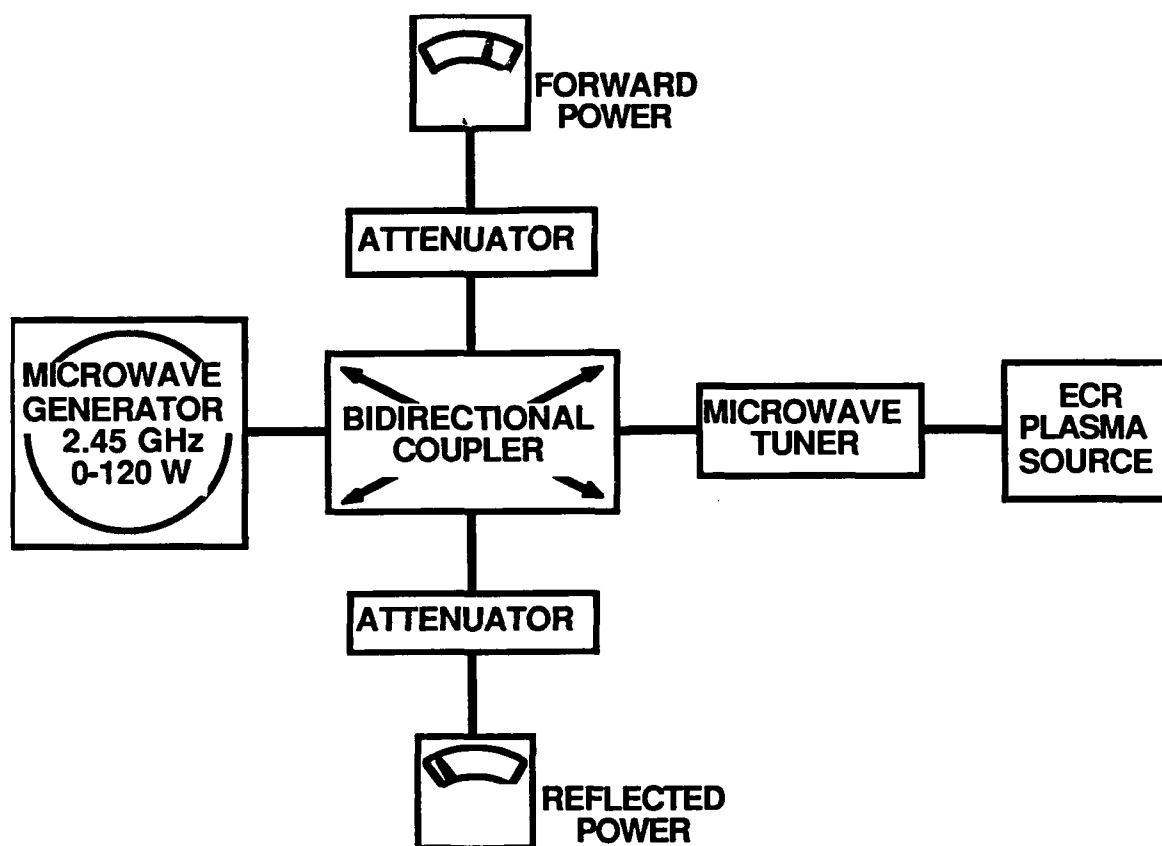 FORWARD
POWER
ATTENUATOR
MICROWAVE
GENERATOR
2.45 GHz
0-120 W
BIDIRECTIONAL
COUPLER
MICROWAVE
TUNER
ECR
PLASMA
SOURCE
ATTENUATOR
REFLECTED
POWER